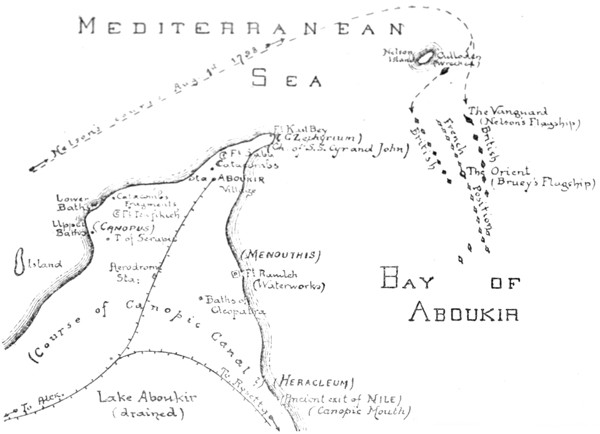 MEDITERRANEAN
SEA
Nelson's course Aug. 1st 1798
Nelson
Island
Culloden
(wrecked)
The Vanguard
(Nelson's Flagship)
British
French
British
Positions
The Orient
(Bruey's Flagship)
Ft Kait Bey
(C. Zephyrium)
(Ch. of S.S. Cyr and John)
Ft. Saba
Catacombs
Sta.
ABOUKIR
Village
Lower
Baths
Catacombs
Fragments
Ft. Tewfikieh
Upper
Baths
(CANOPUS)
T. of Serapis
Island
Aerodrome
Sta.
(MENOUTHIS)
Ft. Ramleh
(Waterworks)
Baths of
Cleopatra
(Course of Canopic Canal)
BAY OF
ABOUKIR
To Alex.
Lake Aboukir
(drained)
To Rosetta
(HERACLEUM)
(Ancient exit of NILE)
(Canopic Mouth)